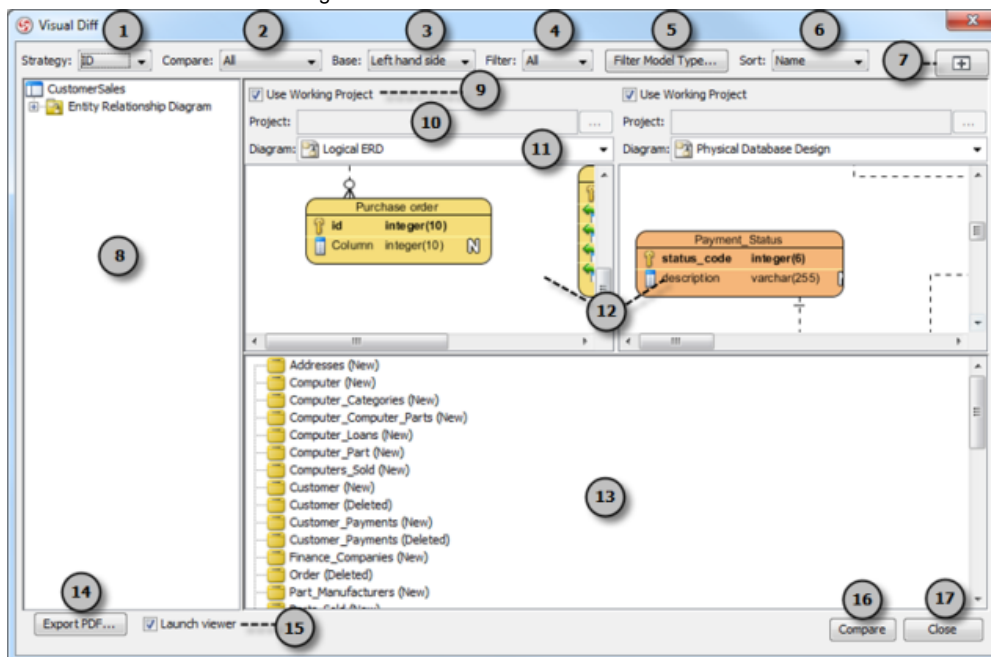 Visual Diff
1
2
3
4
5
6
Strategy: ID Compare: All Base: Left hand side Filter: All Filter Model Type... Sort: Name
7
CustomerSales
Entity Relationship Diagram
8
Use Working Project
9
Project: ...
10
Diagram: Logical ERD
11
Purchase order
id integer(10)
Column integer(10) N
Use Working Project
Project: ...
Diagram: Physical Database Design
Payment_Status
status_code integer(6)
description varchar(255)
12
Addresses (New)
Computer (New)
Computer_Categories (New)
Computer_Computer_Parts (New)
Computer_Loans (New)
Computer_Part (New)
Computers_Sold (New)
Customer (New)
Customer (Deleted)
Customer_Payments (New)
Customer_Payments (Deleted)
Finance_Companies (New)
Order (Deleted)
Part_Manufacturers (New)
13
14
Export PDF... Launch viewer
15
16
17
Compare Close